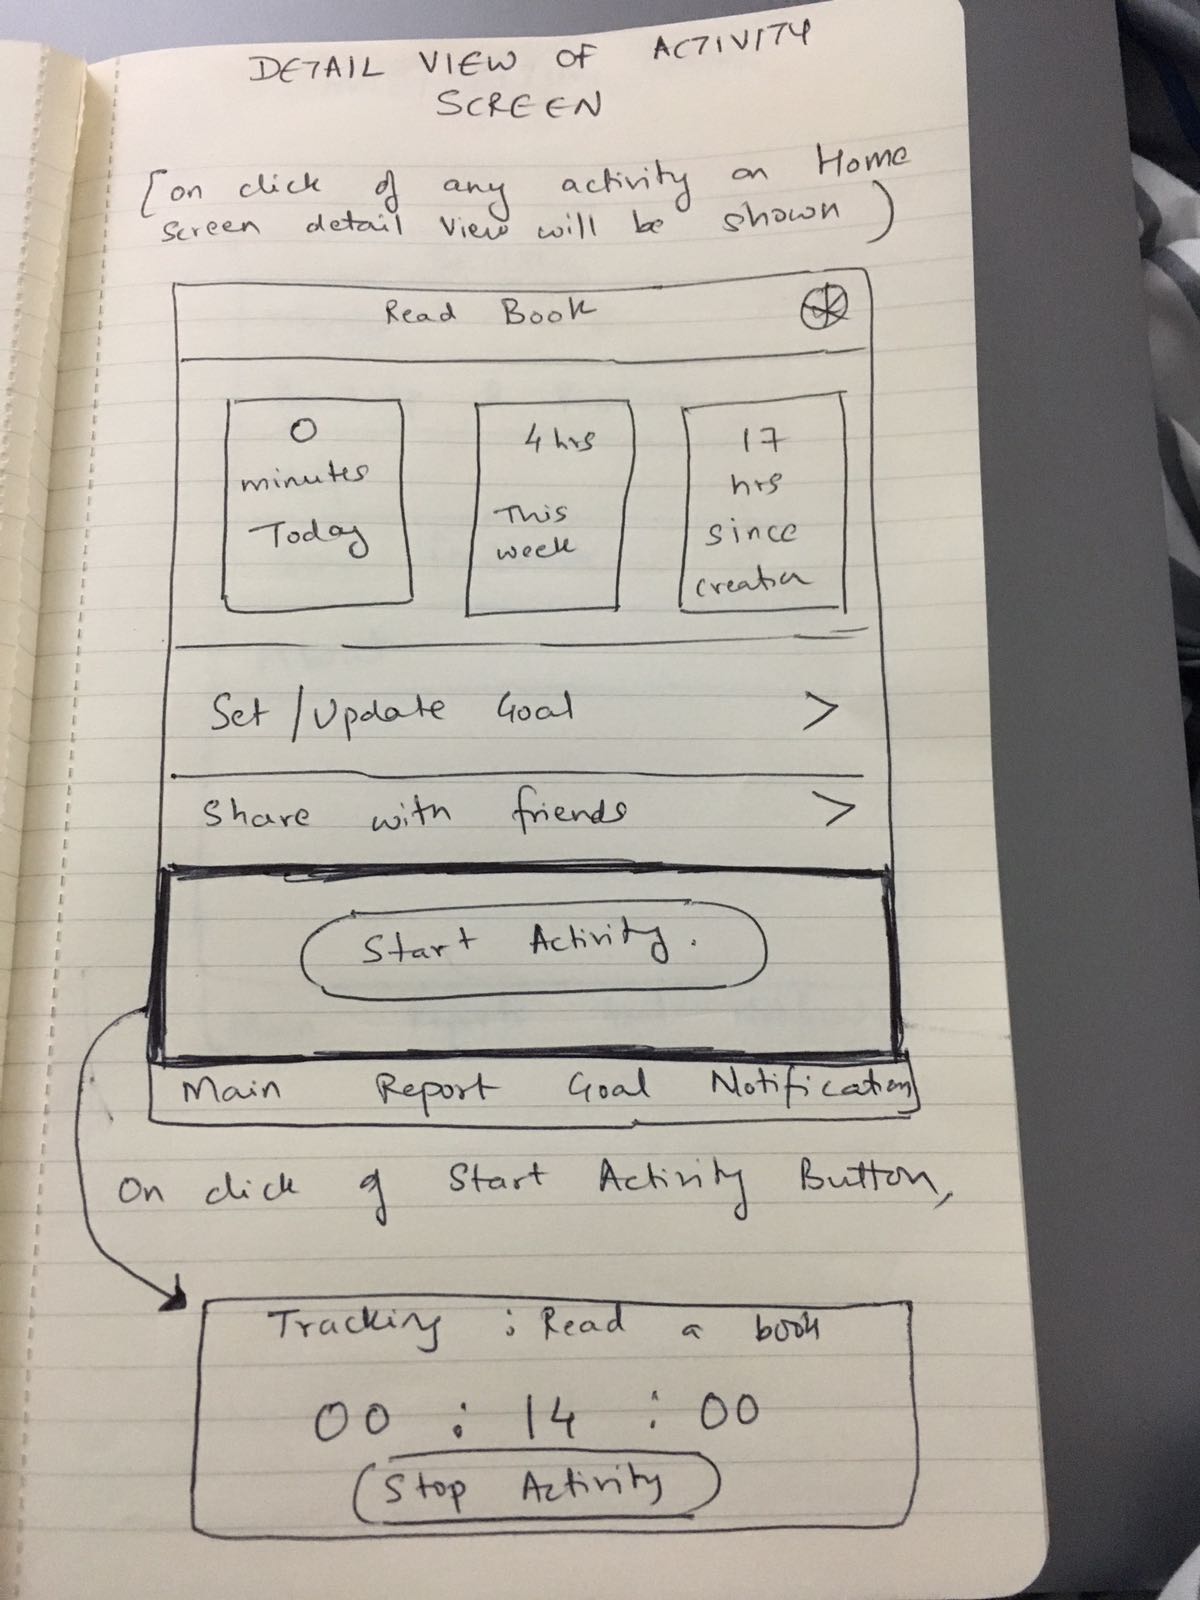 DETAIL VIEW OF ACTIVITY
SCREEN
[on click of any activity on Home
screen detail view will be shown)
Read Book
0
minutes
Today
4 hrs
This
week
17
hrs
since
creation
Set/Update Goal >
Share with friends >
Start Activity.
Main Report Goal Notification
On click of Start Activity Button,
Tracking : Read a book
00 : 14 : 00
Stop Activity